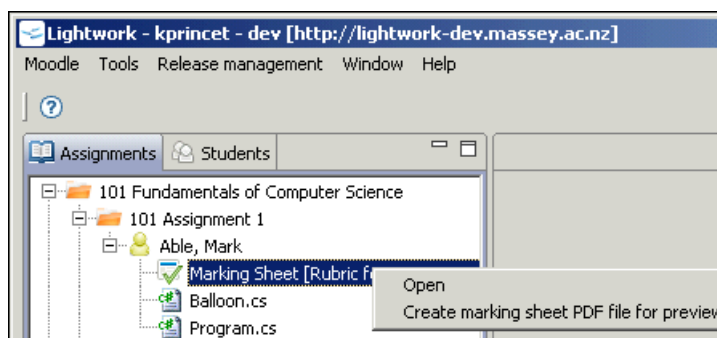 Lightwork - kprincet - dev [http://lightwork-dev.massey.ac.nz]
Moodle Tools Release management Window Help
Assignments Students
101 Fundamentals of Computer Science
101 Assignment 1
Able, Mark
Marking Sheet [Rubric
Open
Balloon.cs
Create marking sheet PDF file for preview
Program.cs